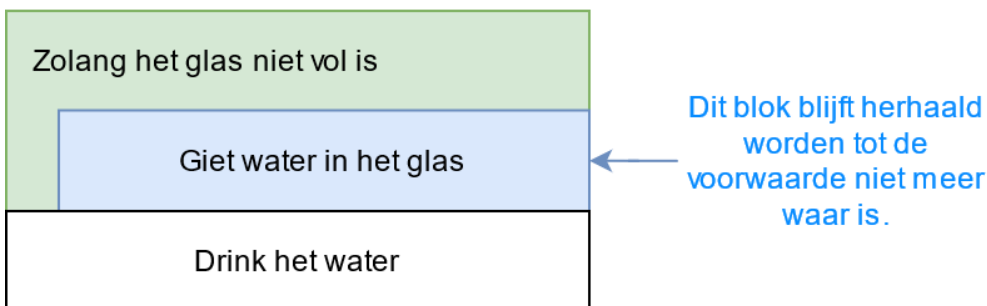 Zolang het glas niet vol is
Giet water in het glas
Dit blok blijft herhaald
worden tot de
voorwaarde niet meer
waar is.
Drink het water